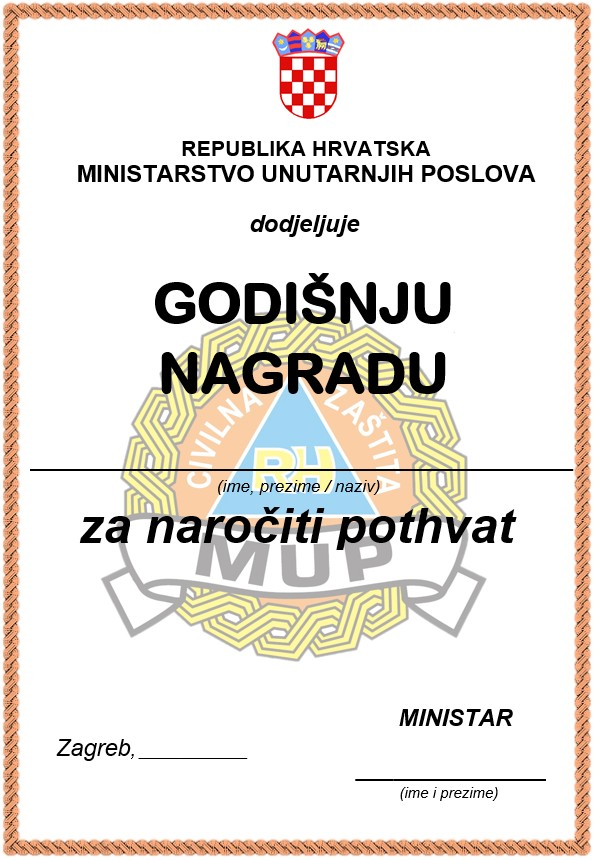 REPUBLIKA HRVATSKA
MINISTARSTVO UNUTARNJIH POSLOVA
dodjeljuje
GODIŠNJU
NAGRADU
CIVILNA ZAŠTITA
RH
(ime, prezime / naziv)
za naročiti pothvat
MUP
MINISTAR
Zagreb,
(ime i prezime)